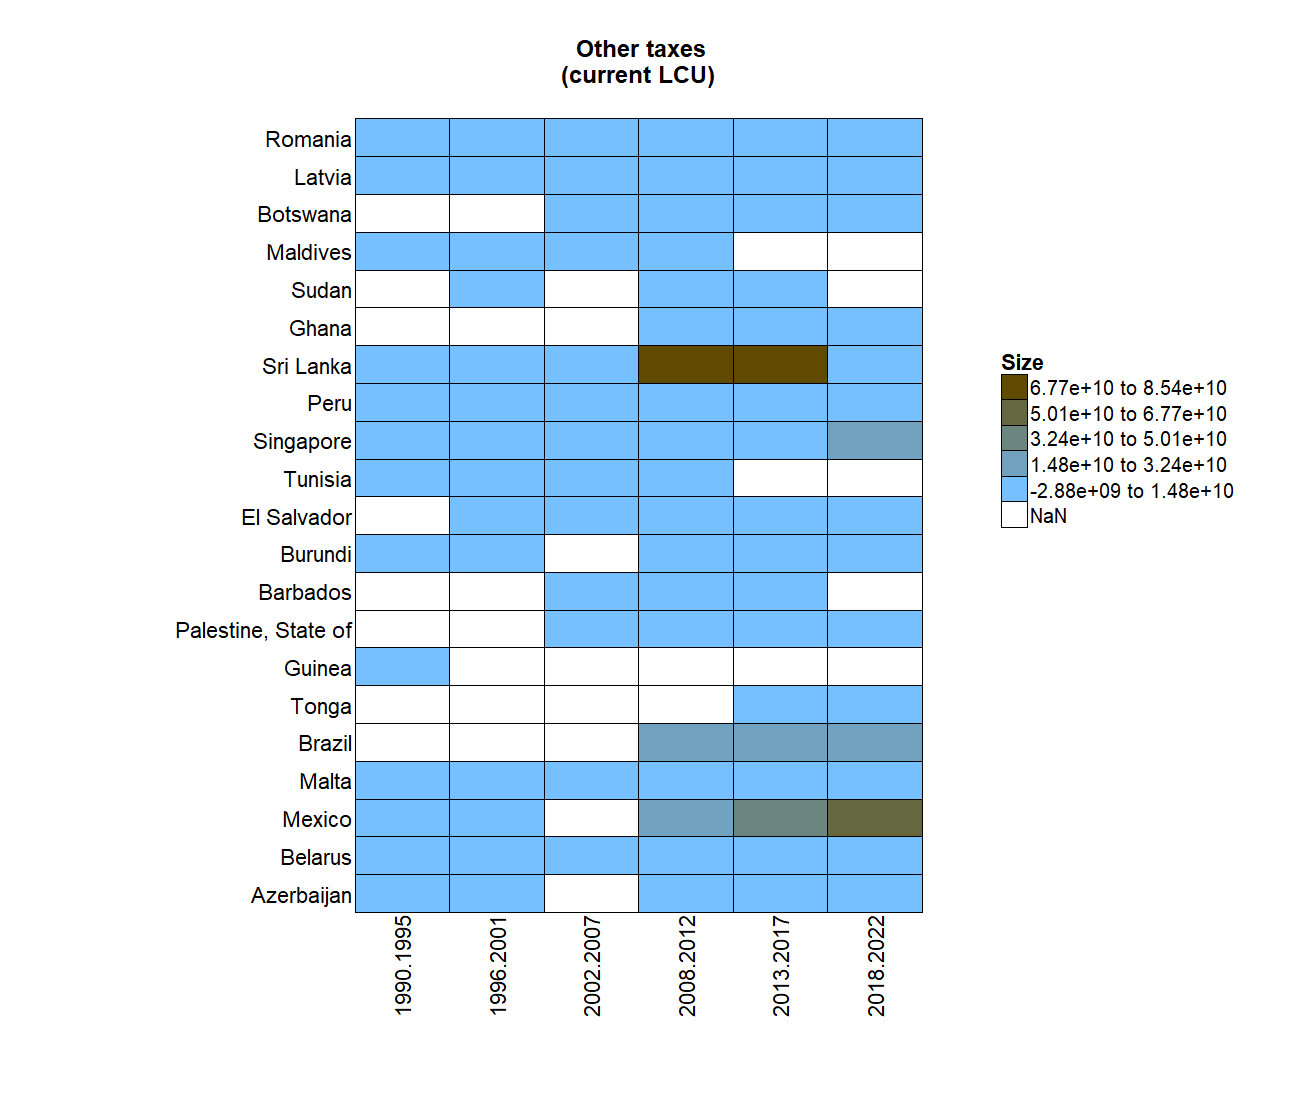 Other taxes
(current LCU)
Romania
Latvia
Botswana
Maldives
Sudan
Ghana
Sri Lanka
Peru
Singapore
Tunisia
El Salvador
Burundi
Barbados
Palestine, State of
Guinea
Tonga
Brazil
Malta
Mexico
Belarus
Azerbaijan
1990.1995
1996.2001
2002.2007
2008.2012
2013.2017
2018.2022
Size
6.77e+10 to 8.54e+10
5.01e+10 to 6.77e+10
3.24e+10 to 5.01e+10
1.48e+10 to 3.24e+10
-2.88e+09 to 1.48e+10
NaN